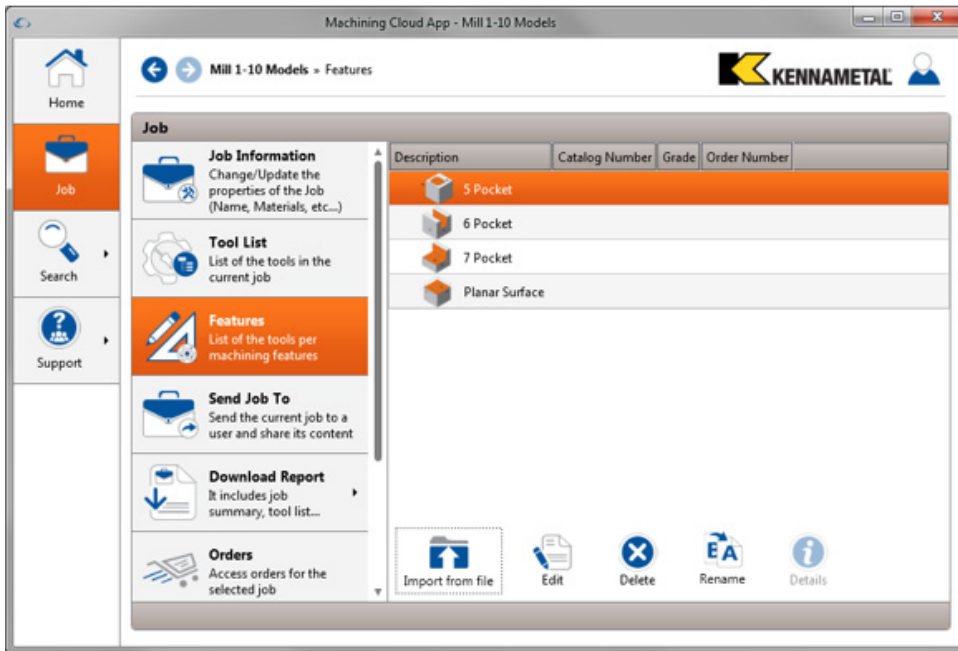 Machining Cloud App - Mill 1-10 Models
Home
Mill 1-10 Models » Features
KENNAMETAL
Job
Job
Search
Support
Job Information
Change/Update the
properties of the Job
(Name, Materials, etc...)
Tool List
List of the tools in the
current job
Features
List of the tools per
machining features
Send Job To
Send the current job to a
user and share its content
Download Report
It includes job
summary, tool list...
Orders
Access orders for the
selected job
Description Catalog Number Grade Order Number
5 Pocket
6 Pocket
7 Pocket
Planar Surface
Import from file
Edit
Delete
E A
Rename
Details